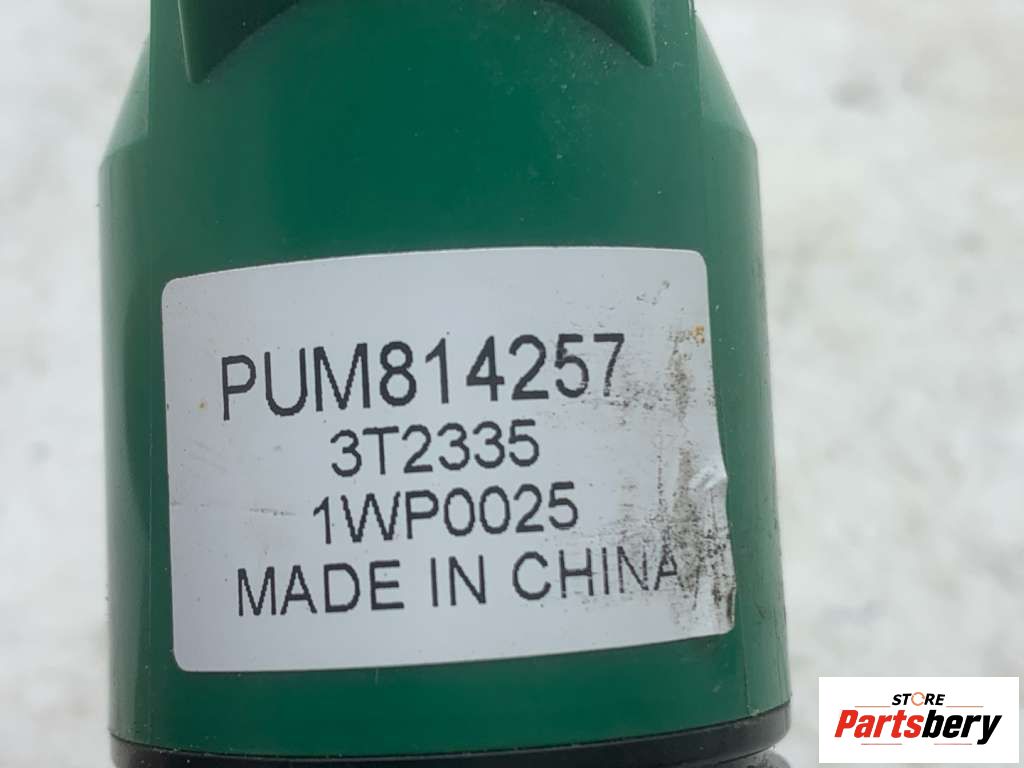 PUM814257
3T2335
1WP0025
MADE IN CHINA
STORE
Partsbery